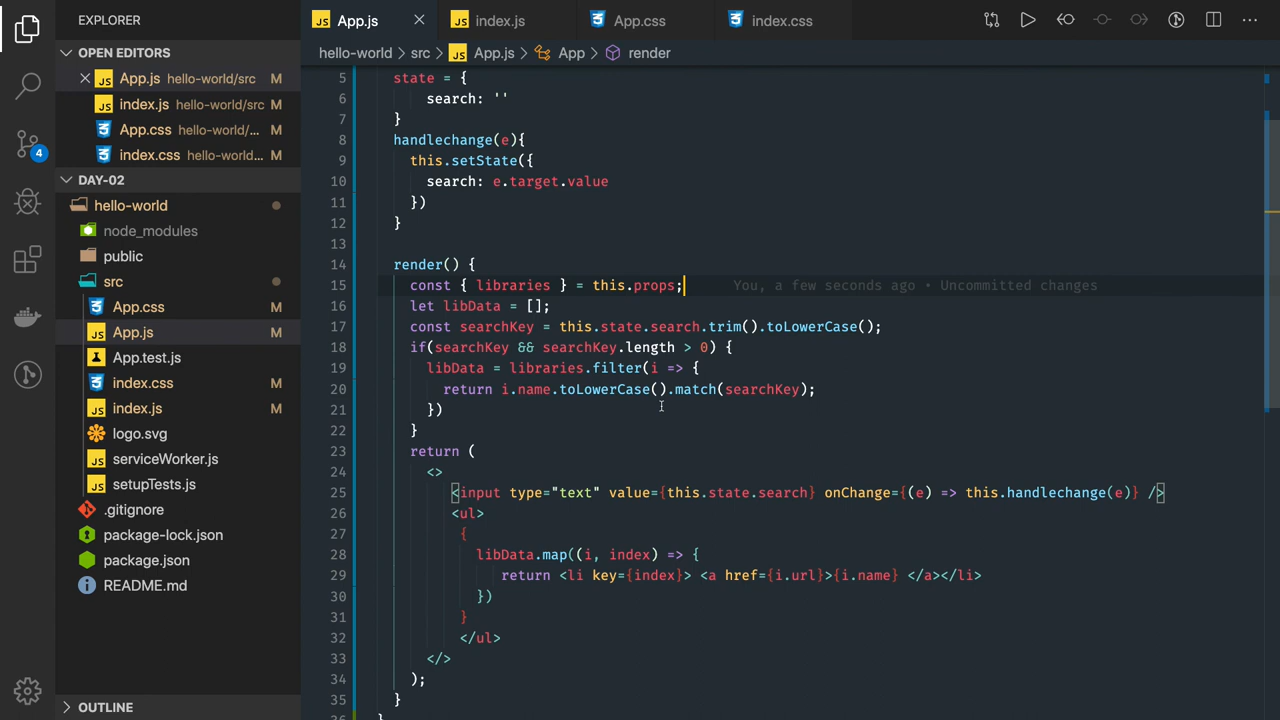 EXPLORER
OPEN EDITORS
App.js hello-world/src M
index.js hello-world/src M
App.css hello-world/... M
index.css hello-world... M
4
DAY-02
hello-world
node_modules
public
src
App.css M
App.js M
App.test.js
index.css M
index.js M
logo.svg
serviceWorker.js
setupTests.js
.gitignore
package-lock.json
package.json
README.md
OUTLINE
JS App.js JS index.js App.css index.css
hello-world > src > JS App.js > App > render
5 state = {
6 search: ''
7 }
8 handlechange(e){
9 this.setState({
10 search: e.target.value
11 })
12 }
13
14 render() {
15 const { libraries } = this.props; You, a few seconds ago • Uncommitted changes
16 let libData = [];
17 const searchKey = this.state.search.trim().toLowerCase();
18 if(searchKey && searchKey.length > 0) {
19 libData = libraries.filter(i => {
20 return i.name.toLowerCase().match(searchKey);
21 })
22 }
23 return (
24 <>
25 <input type="text" value={this.state.search} onChange={(e) => this.handlechange(e)} />
26 <ul>
27 {
28 libData.map((i, index) => {
29 return <li key={index}> <a href={i.url}>{i.name} </a></li>
30 })
31 }
32 </ul>
33 </>
34 );
35 }